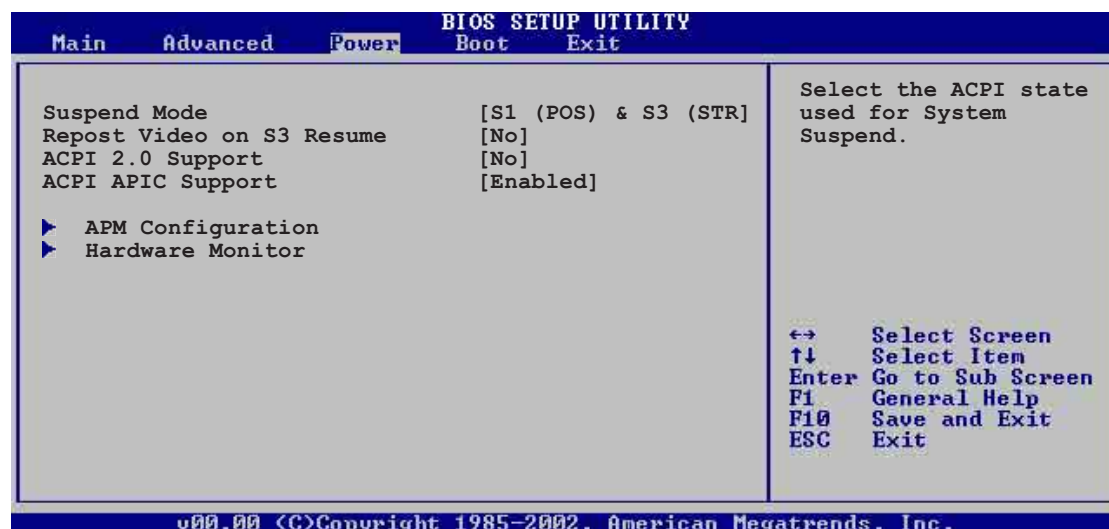 BIOS SETUP UTILITY
Main Advanced Power Boot Exit
Suspend Mode [S1 (POS) & S3 (STR]
Repost Video on S3 Resume [No]
ACPI 2.0 Support [No]
ACPI APIC Support [Enabled]
APM Configuration
Hardware Monitor
Select the ACPI state
used for System
Suspend.
←→ Select Screen
↑↓ Select Item
Enter Go to Sub Screen
F1 General Help
F10 Save and Exit
ESC Exit
v00.00 (C)Copyright 1985-2002, American Megatrends, Inc.